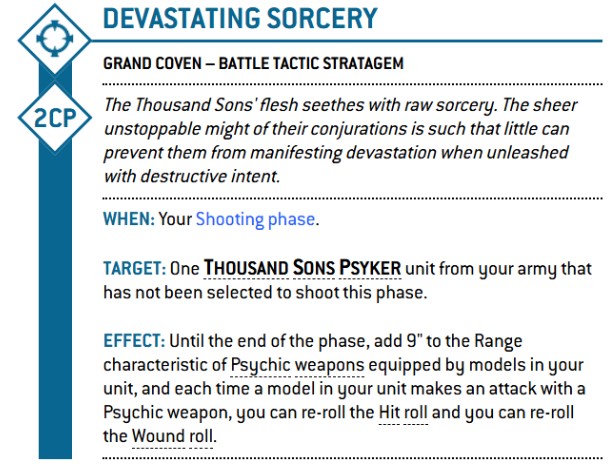 DEVASTATING SORCERY
GRAND COVEN – BATTLE TACTIC STRATAGEM
2CP
The Thousand Sons' flesh seethes with raw sorcery. The sheer
unstoppable might of their conjurations is such that little can
prevent them from manifesting devastation when unleashed
with destructive intent.
WHEN: Your Shooting phase.
TARGET: One THOUSAND SONS PSYKER unit from your army that
has not been selected to shoot this phase.
EFFECT: Until the end of the phase, add 9" to the Range
characteristic of Psychic weapons equipped by models in your
unit, and each time a model in your unit makes an attack with a
Psychic weapon, you can re-roll the Hit roll and you can re-roll
the Wound roll.